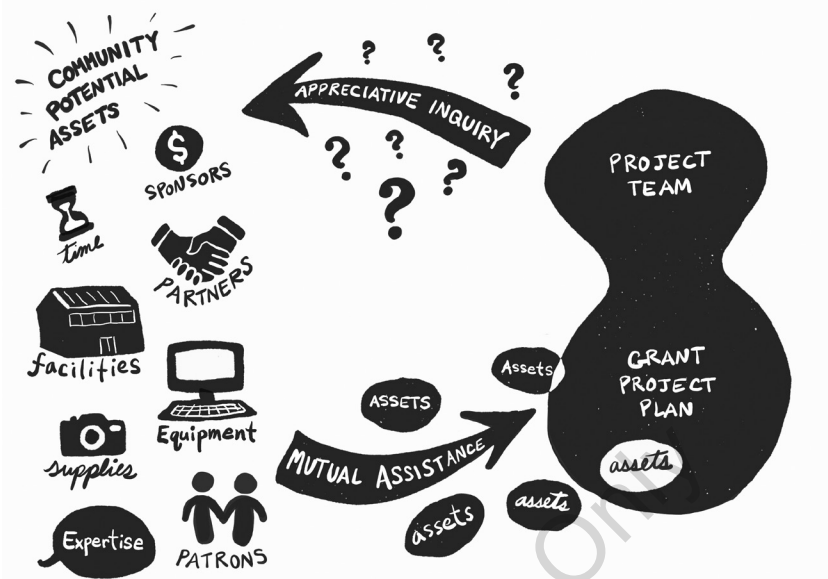 COMMUNITY
POTENTIAL
ASSETS
$
SPONSORS
time
PARTNERS
facilities
Equipment
supplies
Expertise
PATRONS
? ? ?
APPRECIATIVE INQUIRY
? ? ?
?
PROJECT
TEAM
GRANT
PROJECT
PLAN
assets
Assets
ASSETS
MUTUAL ASSISTANCE
assets
assets
Only